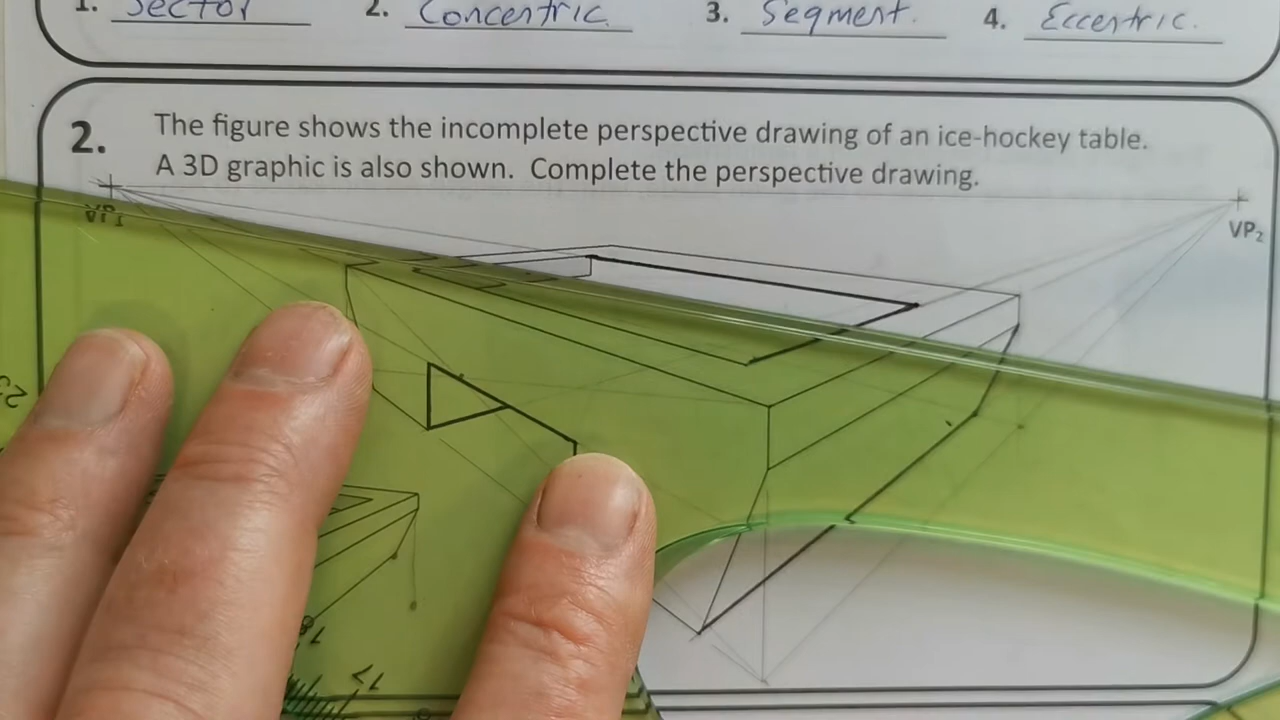 1. Sector 2. Concentric. 3. Segment. 4. Eccentric.
2. The figure shows the incomplete perspective drawing of an ice-hockey table.
A 3D graphic is also shown. Complete the perspective drawing.
VP1
VP2